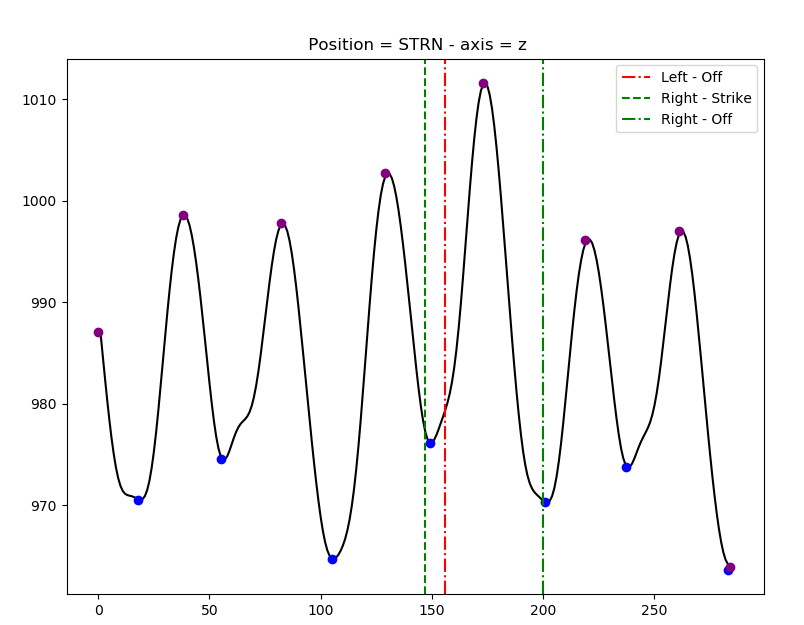 Position = STRN - axis = z
Left - Off
Right - Strike
Right - Off
1010
1000
990
980
970
0 50 100 150 200 250